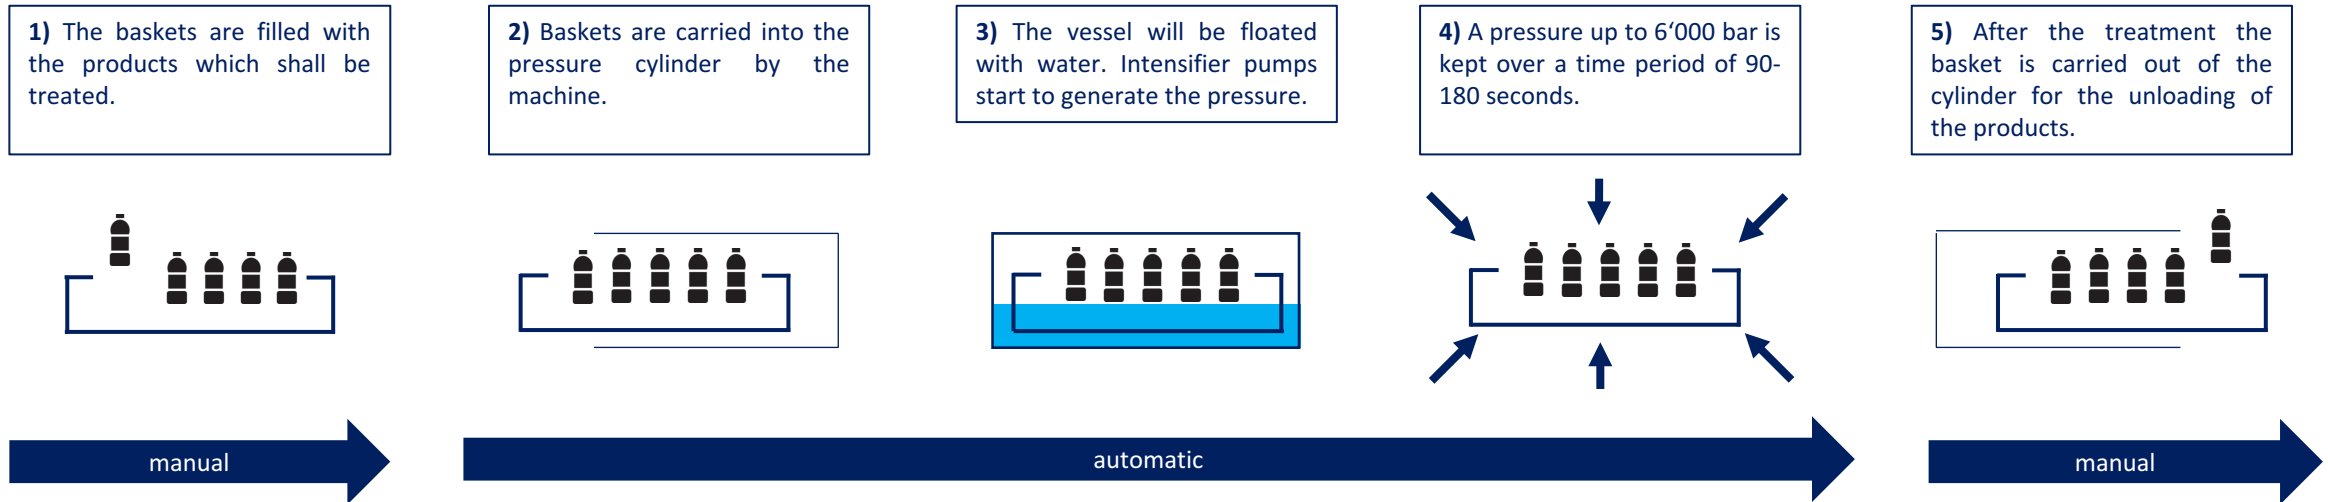 1) The baskets are filled with
the products which shall be
treated.
2) Baskets are carried into the
pressure cylinder by the
machine.
3) The vessel will be floated
with water. Intensifier pumps
start to generate the pressure.
4) A pressure up to 6‘000 bar is
kept over a time period of 90-
180 seconds.
5) After the treatment the
basket is carried out of the
cylinder for the unloading of
the products.
manual
automatic
manual